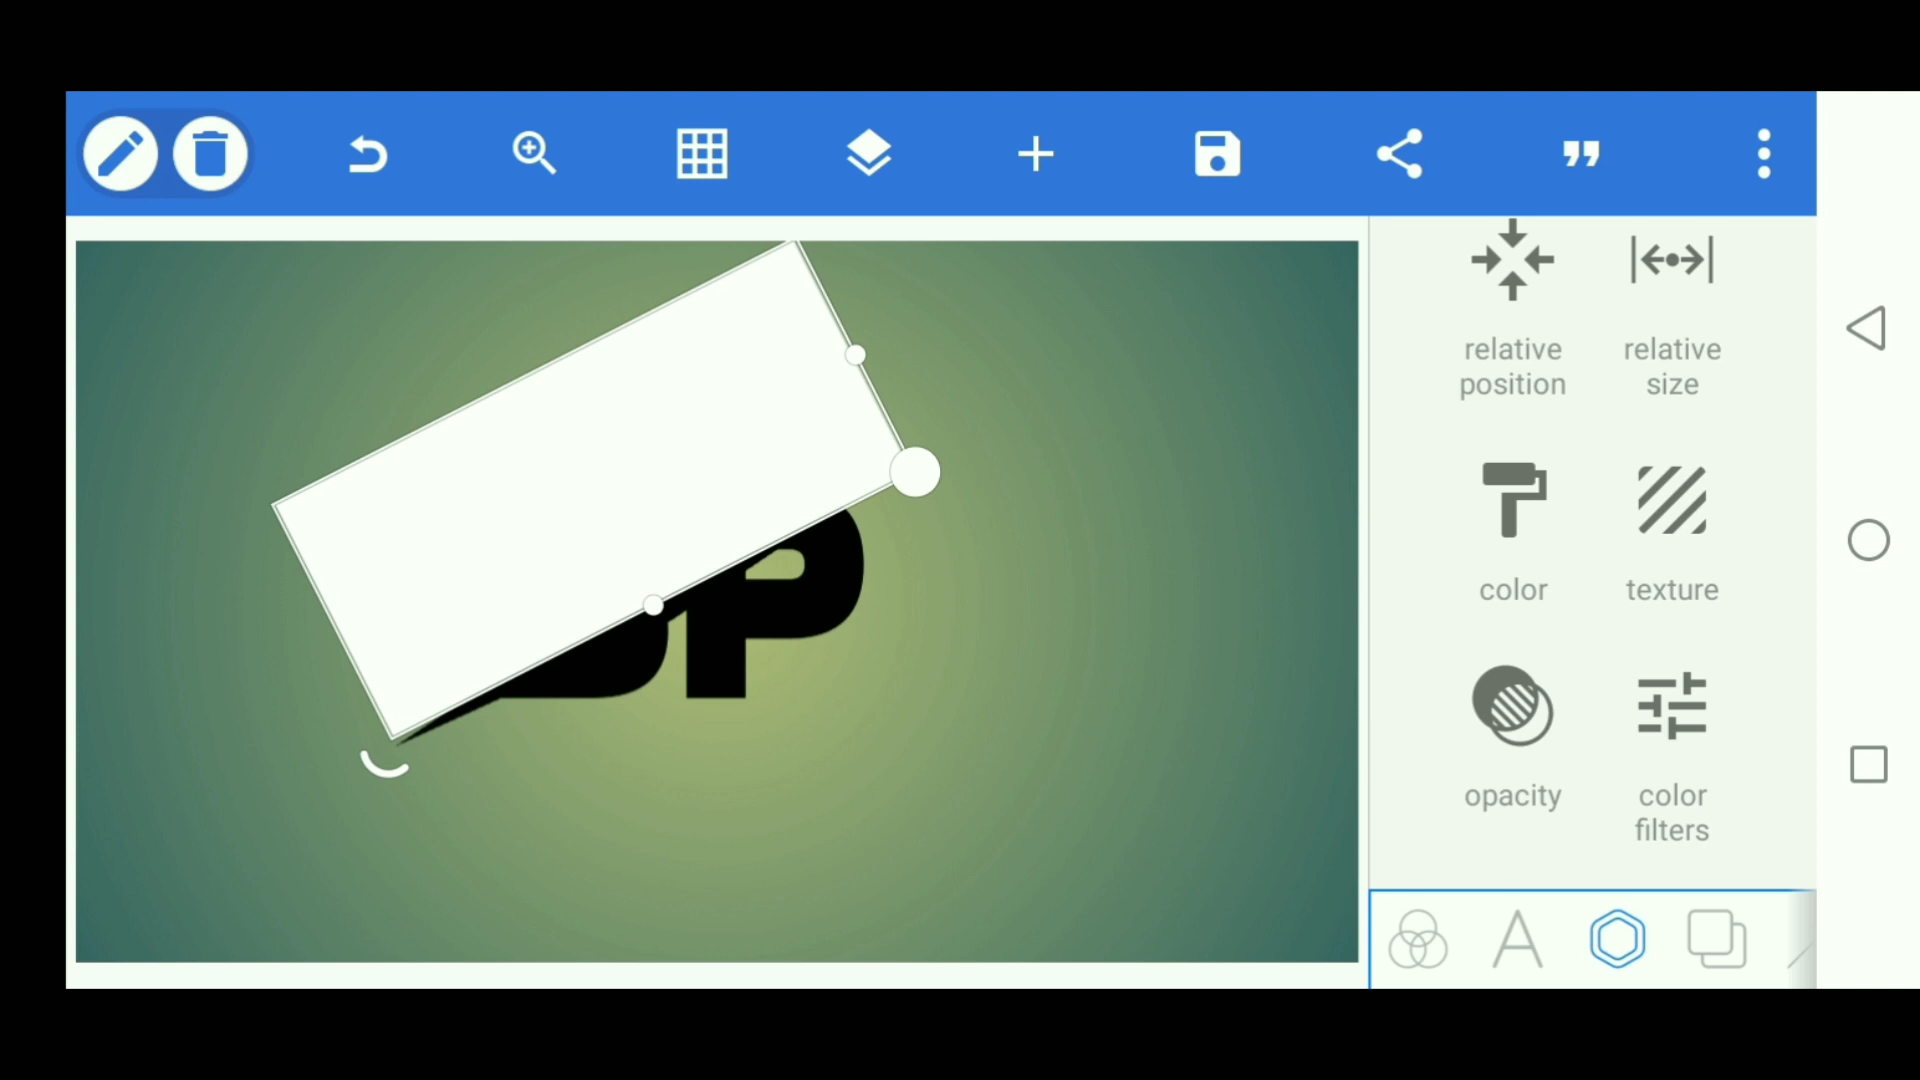 relative
position
relative
size
color
texture
opacity
color
filters
P